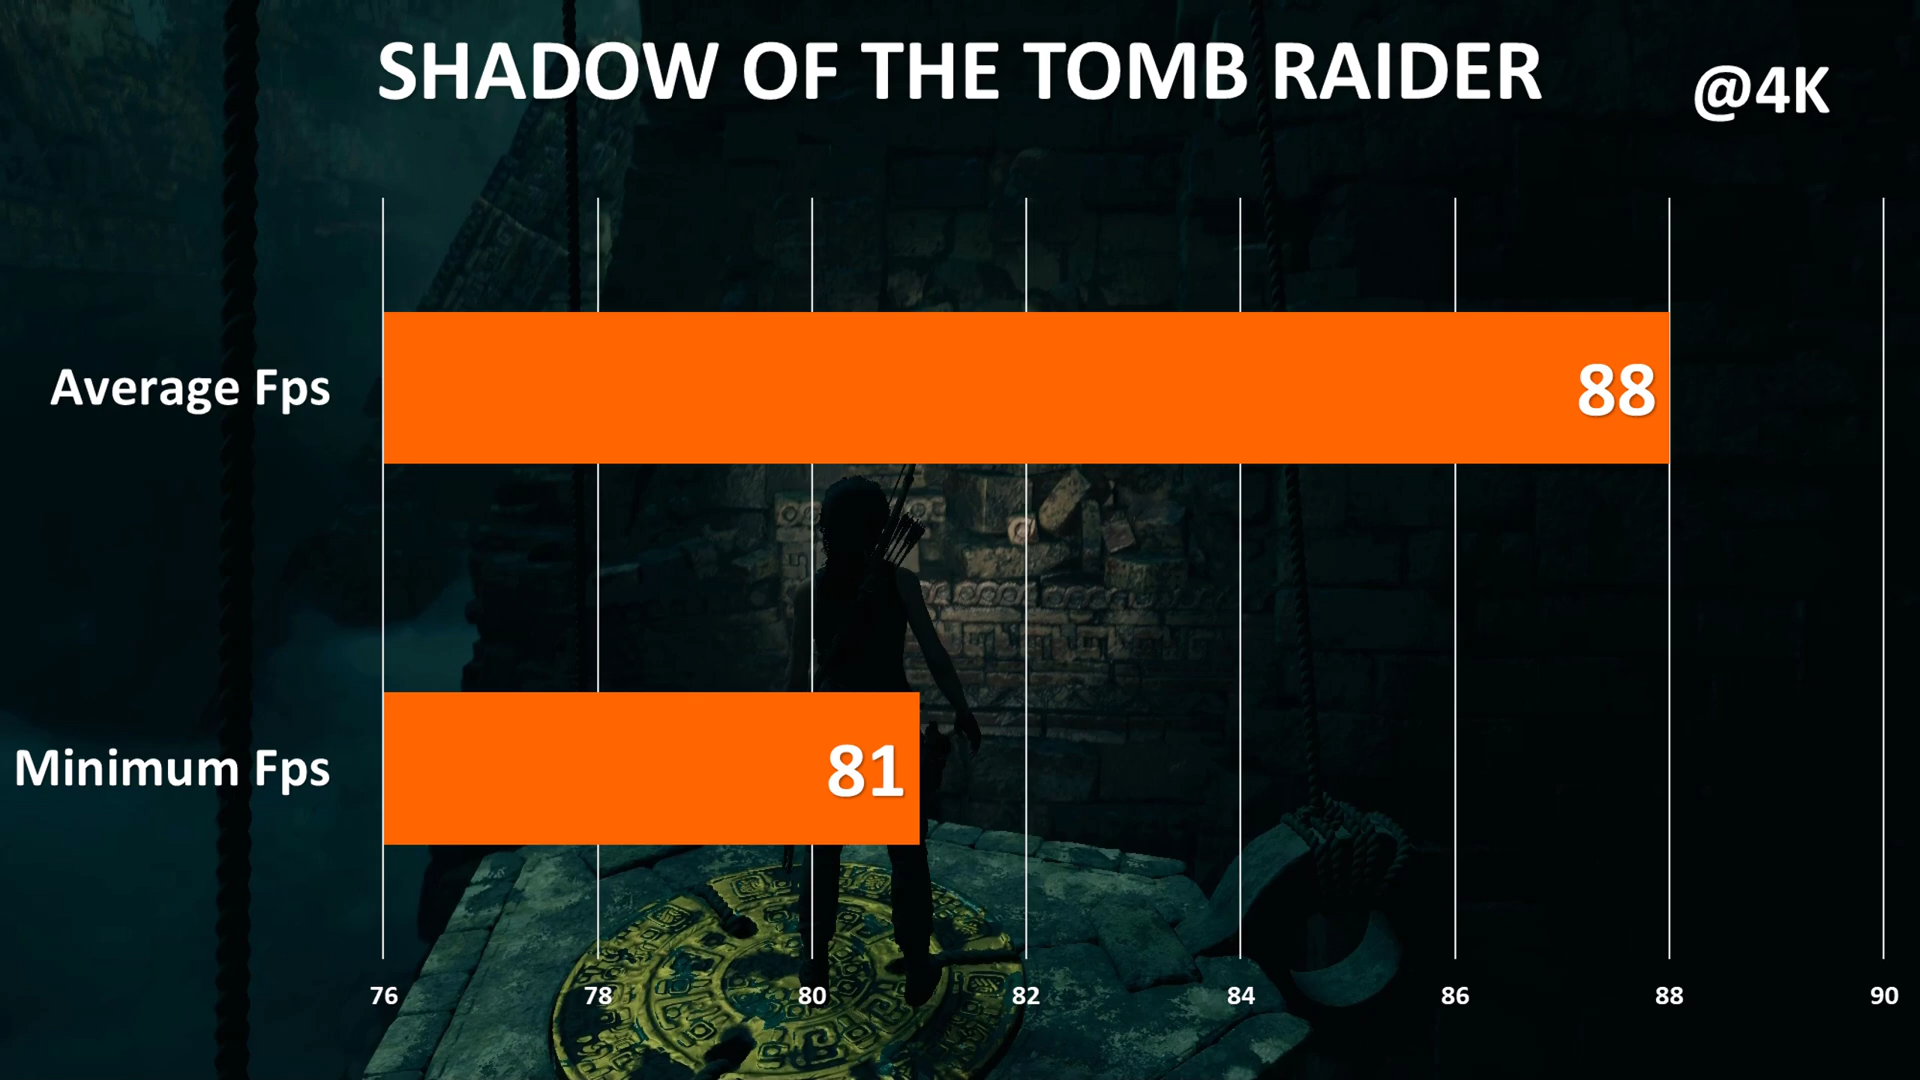 SHADOW OF THE TOMB RAIDER
@4K
Average Fps
88
Minimum Fps
81
76 78 80 82 84 86 88 90